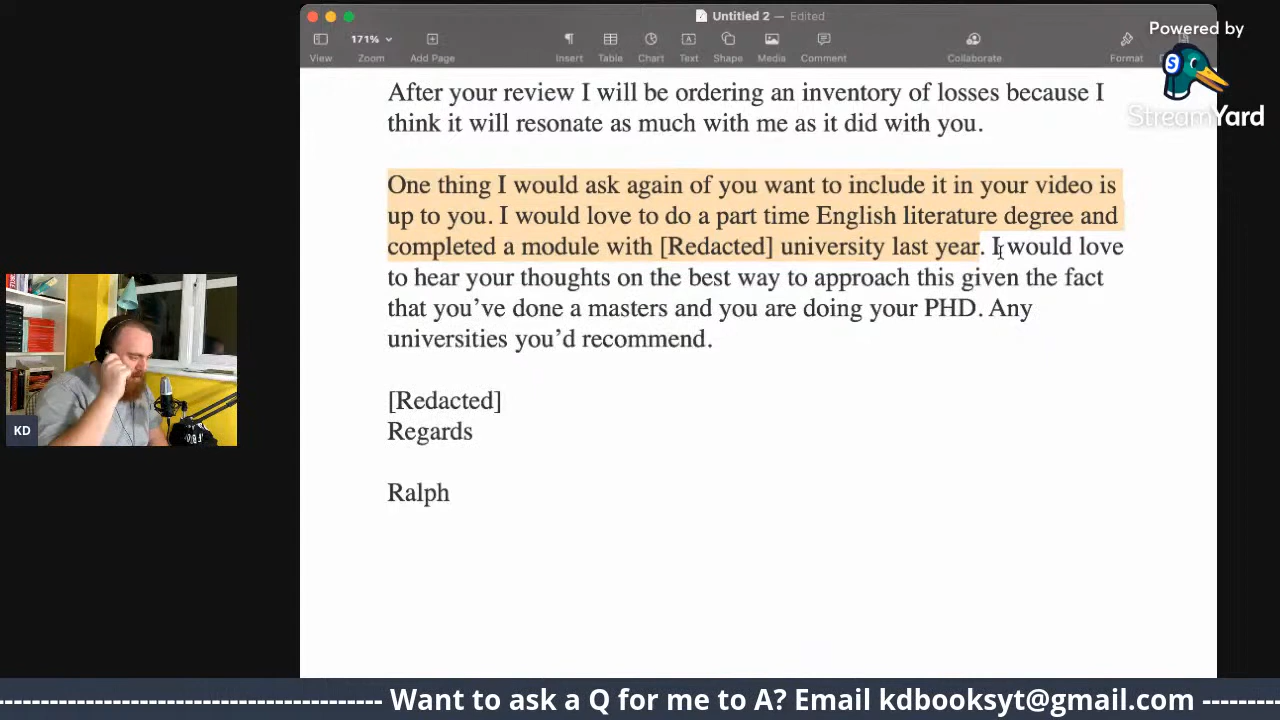 Untitled 2 — Edited
Powered by
171%
View
Zoom
Add Page
Insert
Table
Chart
Text
Shape
Media
Comment
Collaborate
Format
StreamYard
After your review I will be ordering an inventory of losses because I
think it will resonate as much with me as it did with you.
One thing I would ask again of you want to include it in your video is
up to you. I would love to do a part time English literature degree and
completed a module with [Redacted] university last year. I would love
to hear your thoughts on the best way to approach this given the fact
that you’ve done a masters and you are doing your PHD. Any
universities you’d recommend.
[Redacted]
Regards
Ralph
KD
Want to ask a Q for me to A? Email kdbooksyt@gmail.com